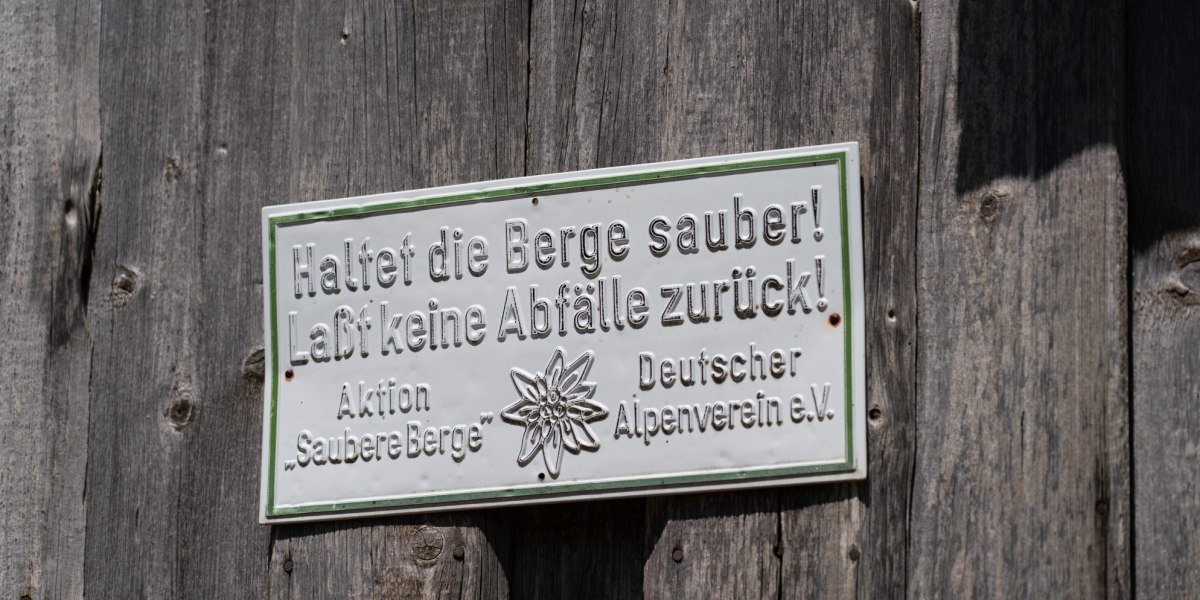 Haltet die Berge sauber!
Laßt keine Abfälle zurück!
Aktion
„Saubere Berge”
Deutscher
Alpenverein e.V.